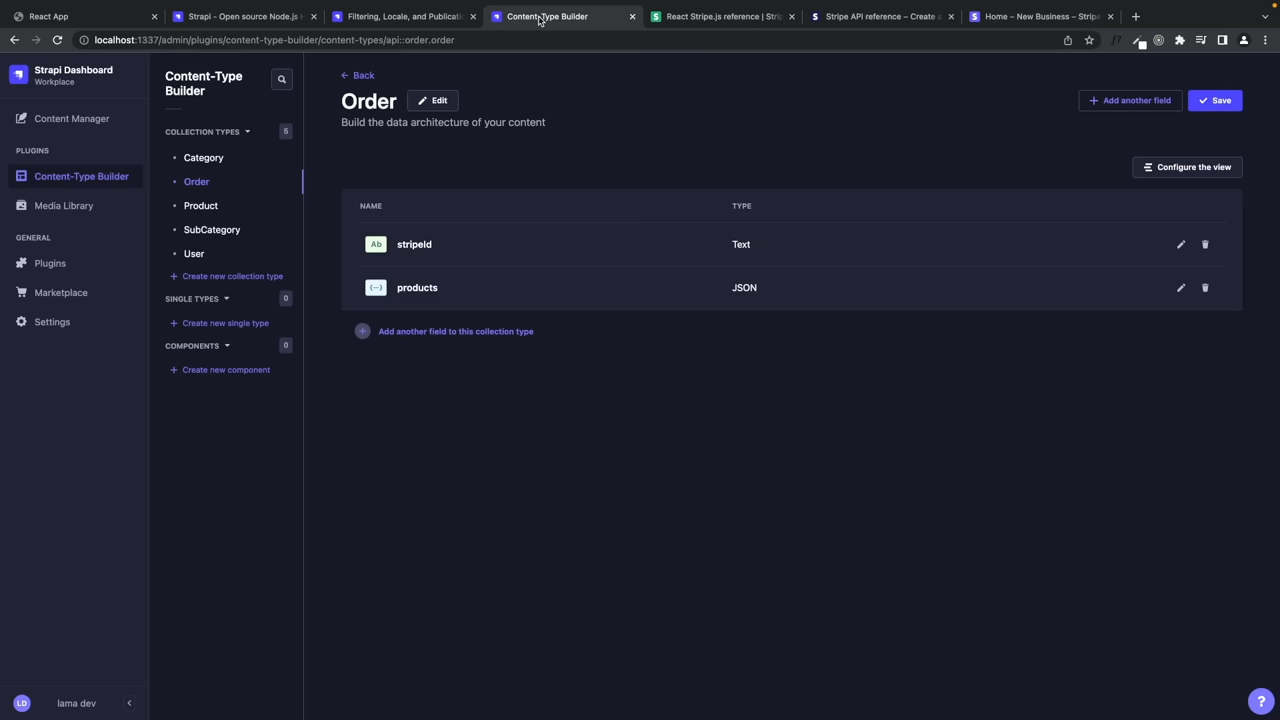 React App
Strapi - Open source Node.js H
Filtering, Locale, and Publicati
Content-Type Builder
React Stripe.js reference | Strip
Stripe API reference – Create a
Home – New Business – Stripe
localhost:1337/admin/plugins/content-type-builder/content-types/api::order.order
Strapi Dashboard
Workplace
Content Manager
PLUGINS
Content-Type Builder
Media Library
GENERAL
Plugins
Marketplace
Settings
LD
lama dev
Content-Type
Builder
COLLECTION TYPES
5
Category
Order
Product
SubCategory
User
Create new collection type
SINGLE TYPES
0
Create new single type
COMPONENTS
0
Create new component
Back
Order
Edit
Build the data architecture of your content
Add another field
Save
Configure the view
NAME
TYPE
Ab
stripeId
Text
products
JSON
Add another field to this collection type
?